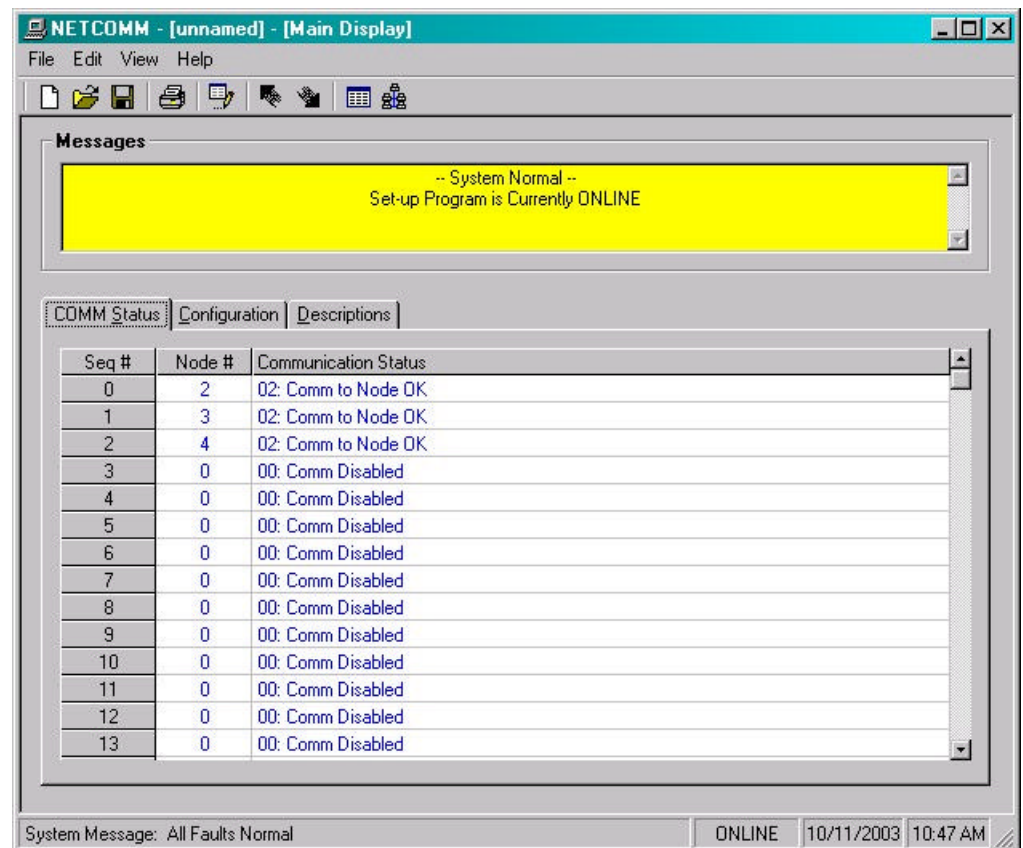 NETCOMM - [unnamed] - [Main Display]
File Edit View Help
Messages
-- System Normal --
Set-up Program is Currently ONLINE
COMM Status Configuration Descriptions
Seq # Node # Communication Status
0 2 02: Comm to Node OK
1 3 02: Comm to Node OK
2 4 02: Comm to Node OK
3 0 00: Comm Disabled
4 0 00: Comm Disabled
5 0 00: Comm Disabled
6 0 00: Comm Disabled
7 0 00: Comm Disabled
8 0 00: Comm Disabled
9 0 00: Comm Disabled
10 0 00: Comm Disabled
11 0 00: Comm Disabled
12 0 00: Comm Disabled
13 0 00: Comm Disabled
System Message: All Faults Normal ONLINE 10/11/2003 10:47 AM